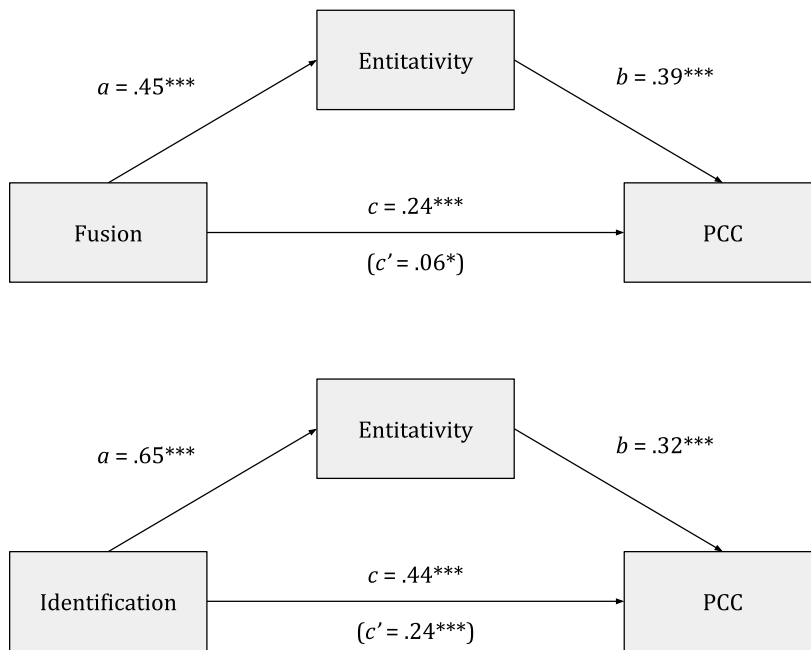 Entitativity
a = .45***
b = .39***
c = .24***
Fusion
PCC
(c’ = .06*)
Entitativity
a = .65***
b = .32***
c = .44***
Identification
PCC
(c’ = .24***)